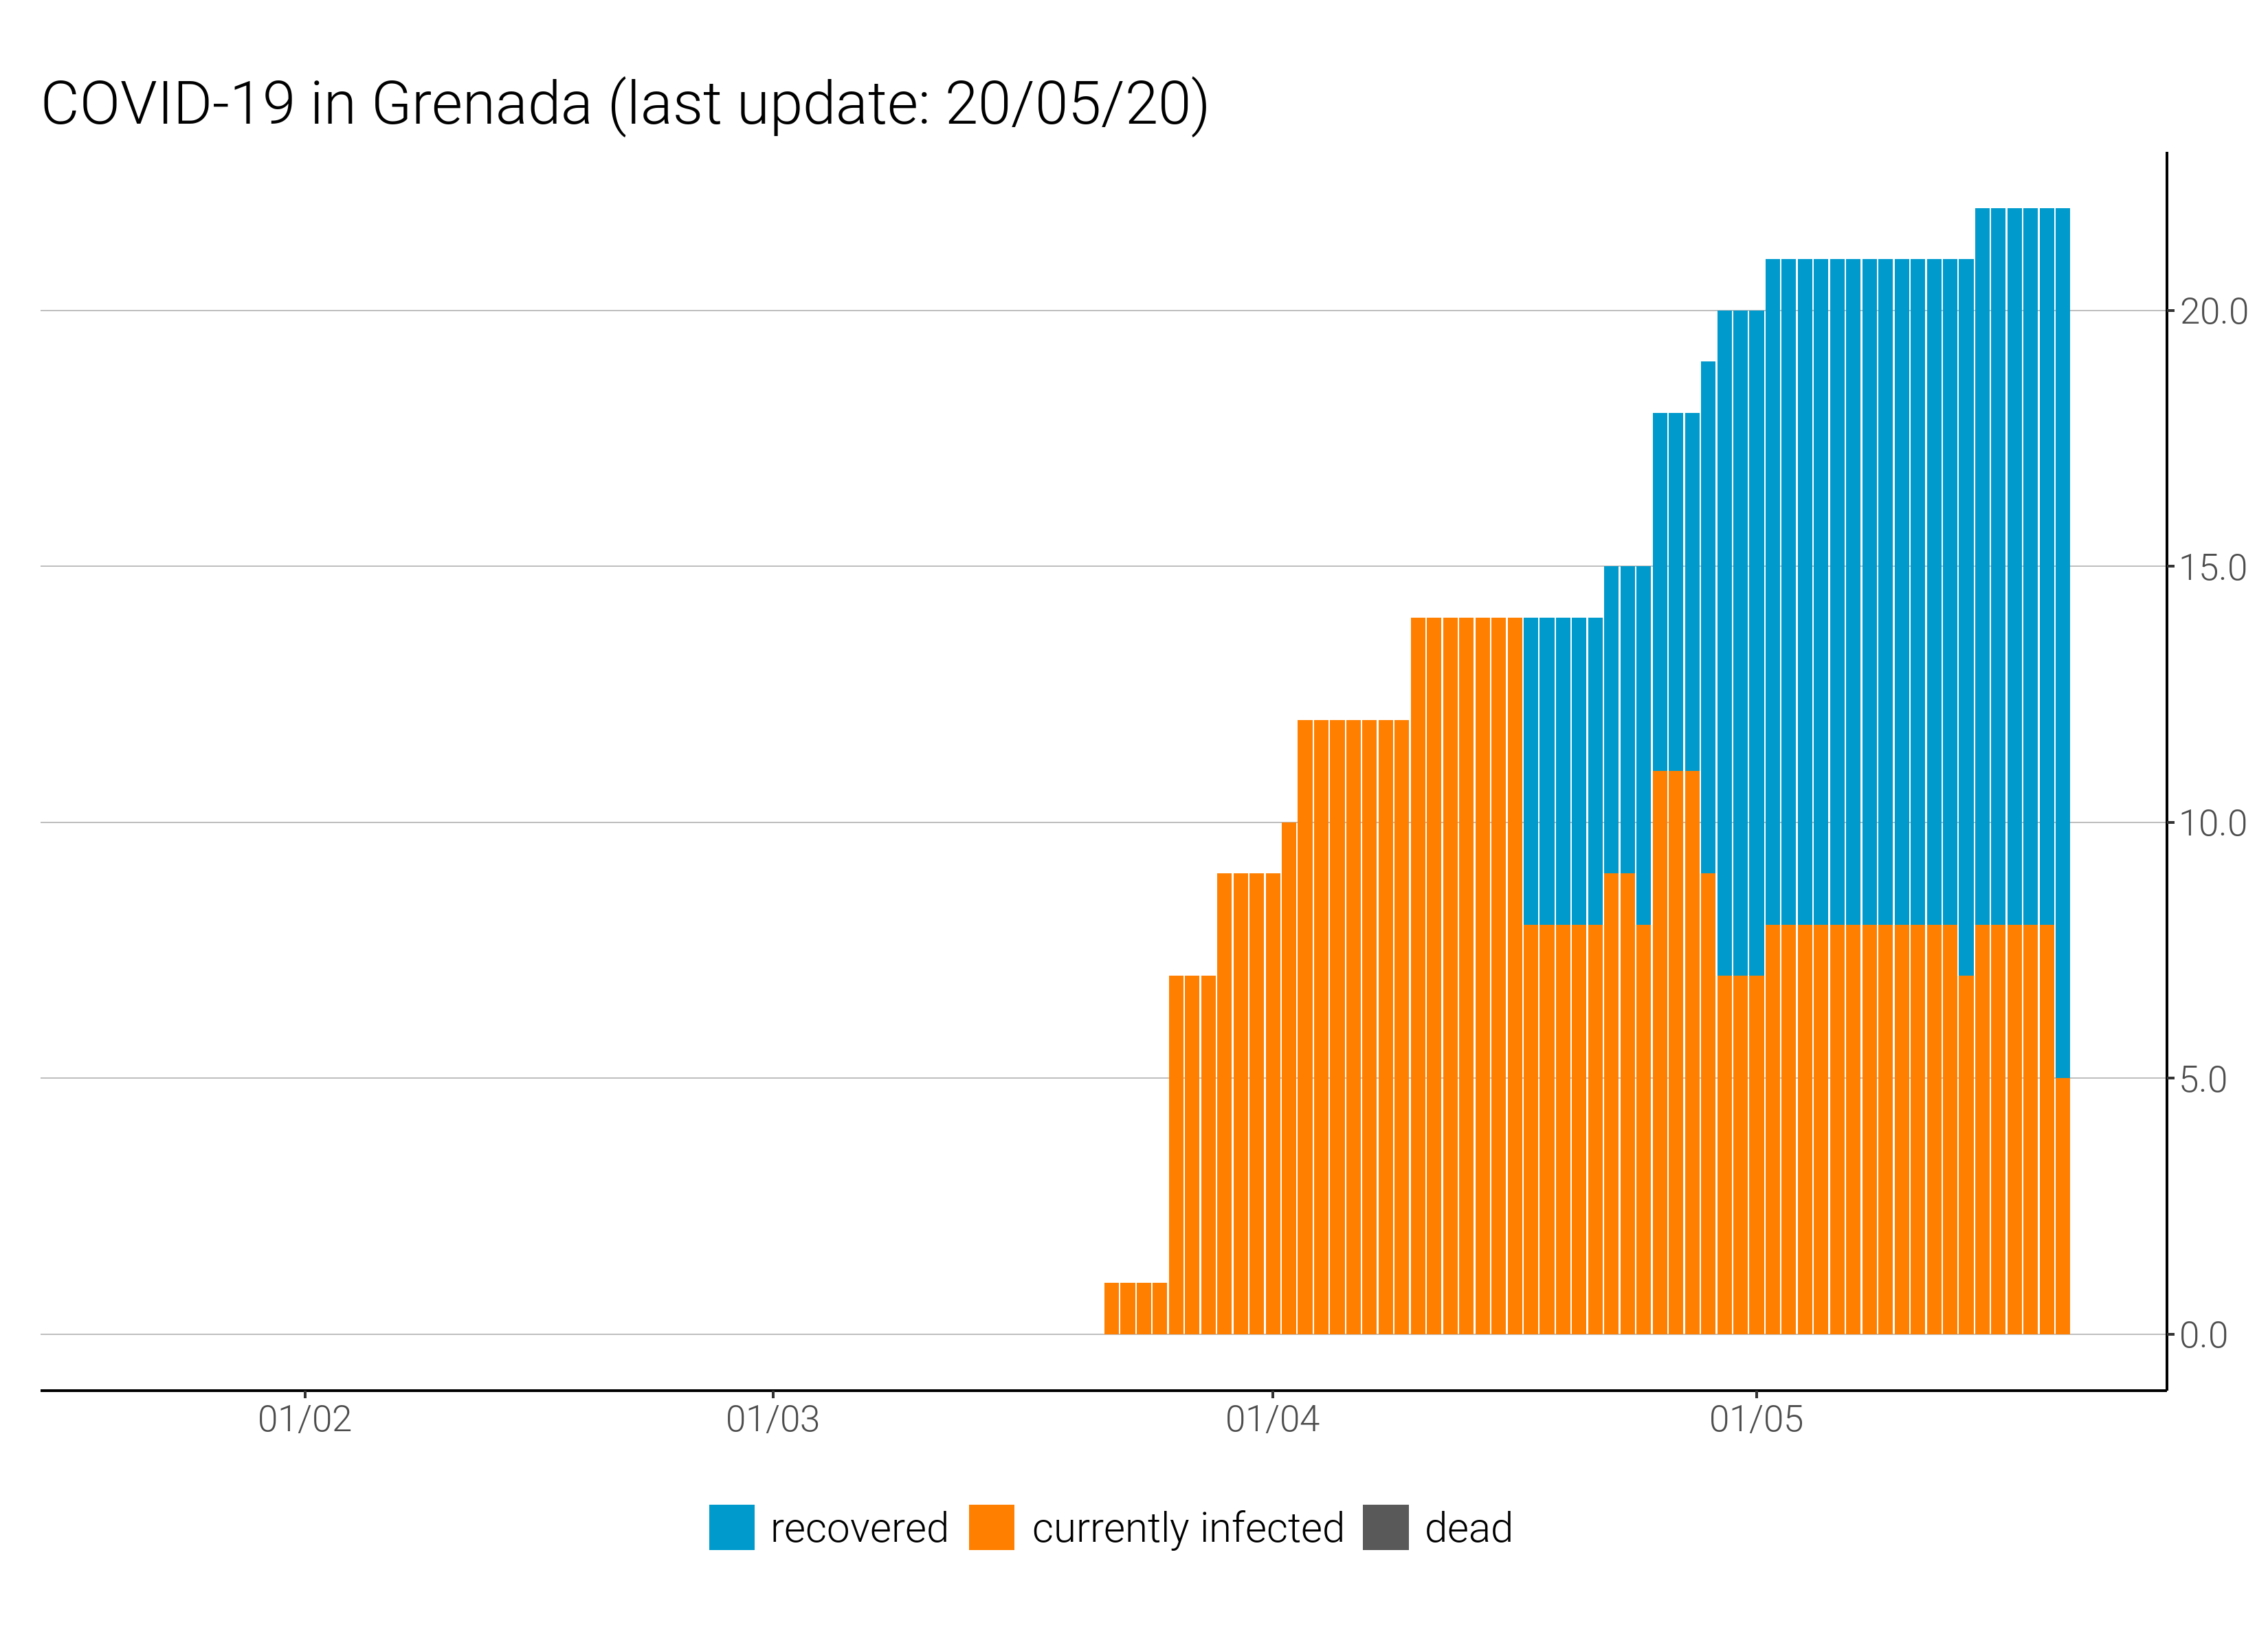 COVID-19 in Grenada (last update: 20/05/20)
20.0
15.0
10.0
5.0
0.0
01/02 01/03 01/04 01/05
recovered currently infected dead